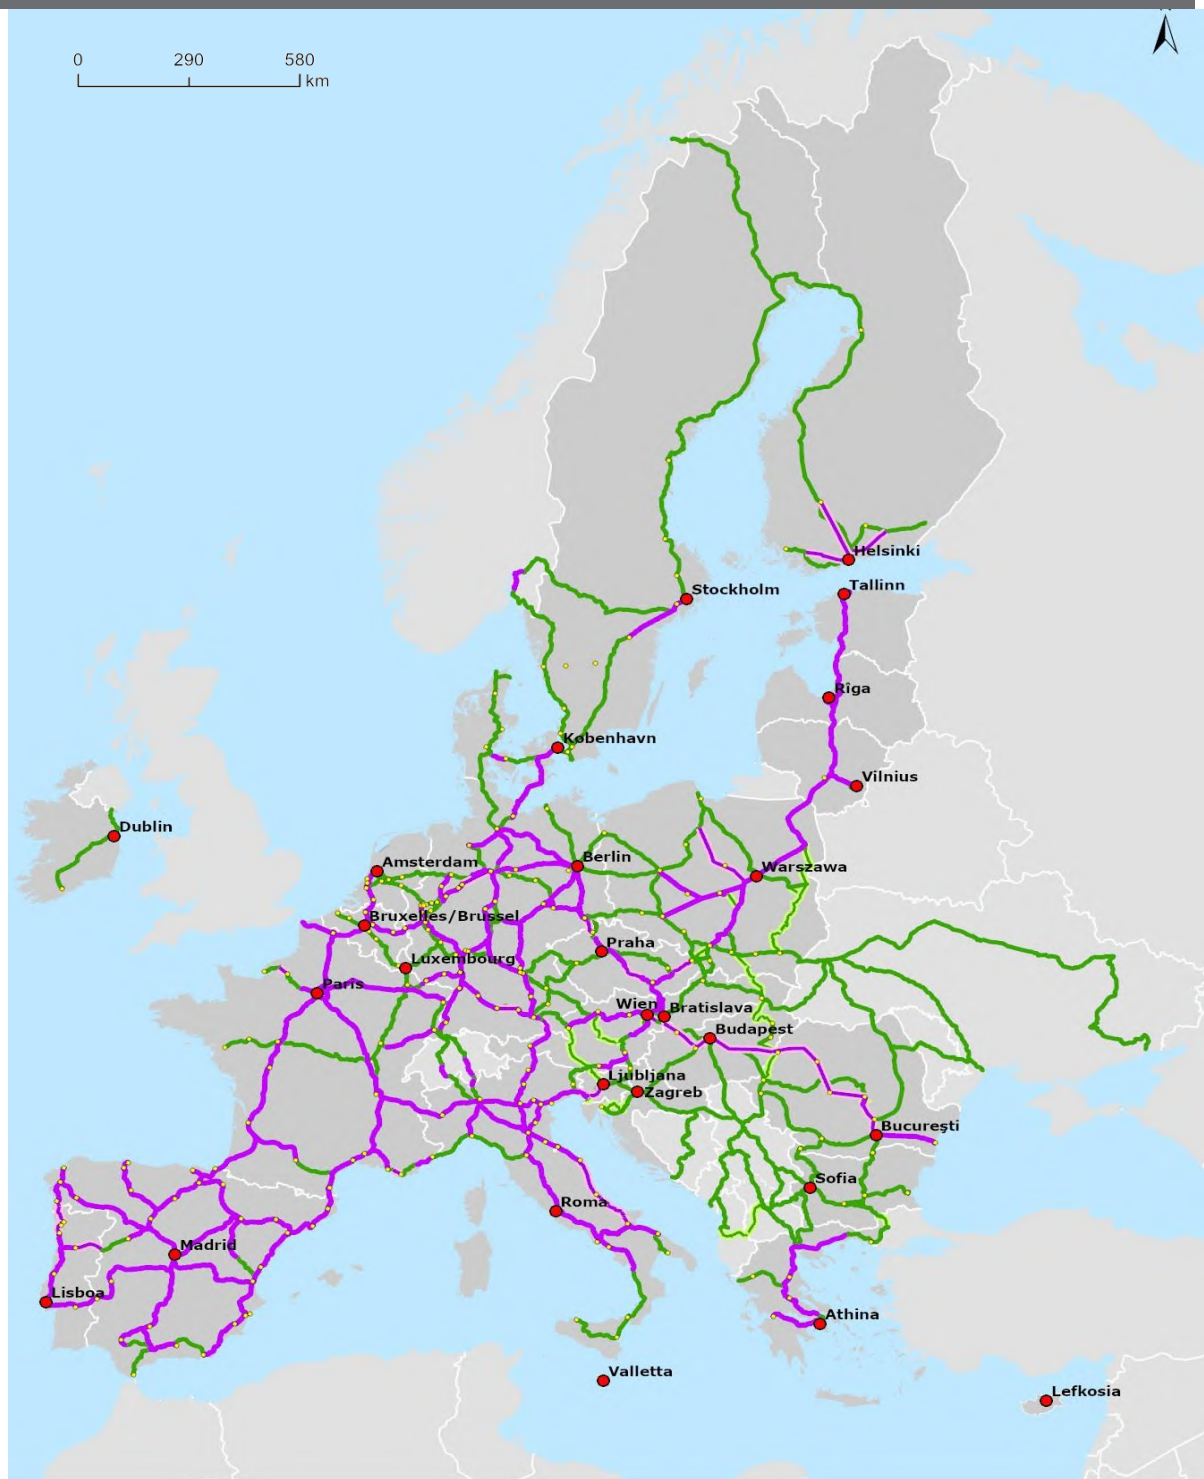 0 290 580
km
Helsinki
Tallinn
Stockholm
Rīga
København
Vilnius
Dublin
Berlin
Amsterdam
Warszawa
Bruxelles/Brussel
Praha
Luxembourg
Paris
Wien
Bratislava
Budapest
Ljubljana
Zagreb
București
Sofia
Roma
Madrid
Lisboa
Athina
Valletta
Lefkosia